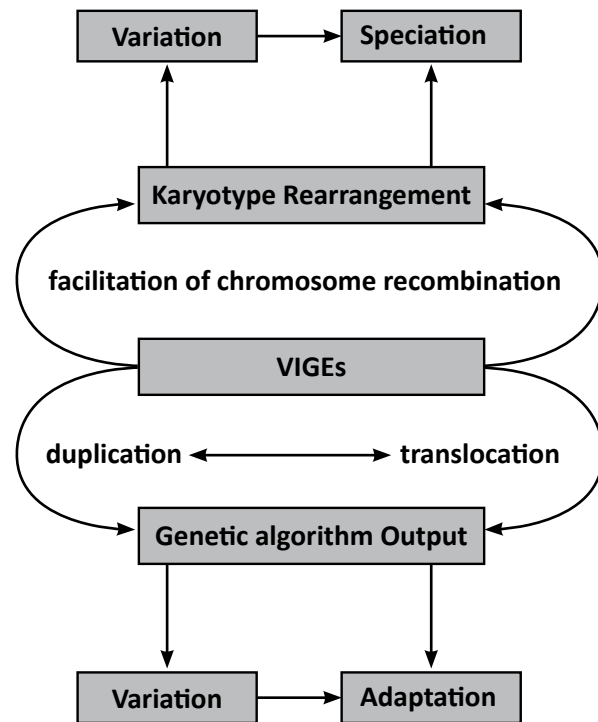 Variation
Speciation
Karyotype Rearrangement
facilitation of chromosome recombination
VIGEs
duplication
translocation
Genetic algorithm Output
Variation
Adaptation